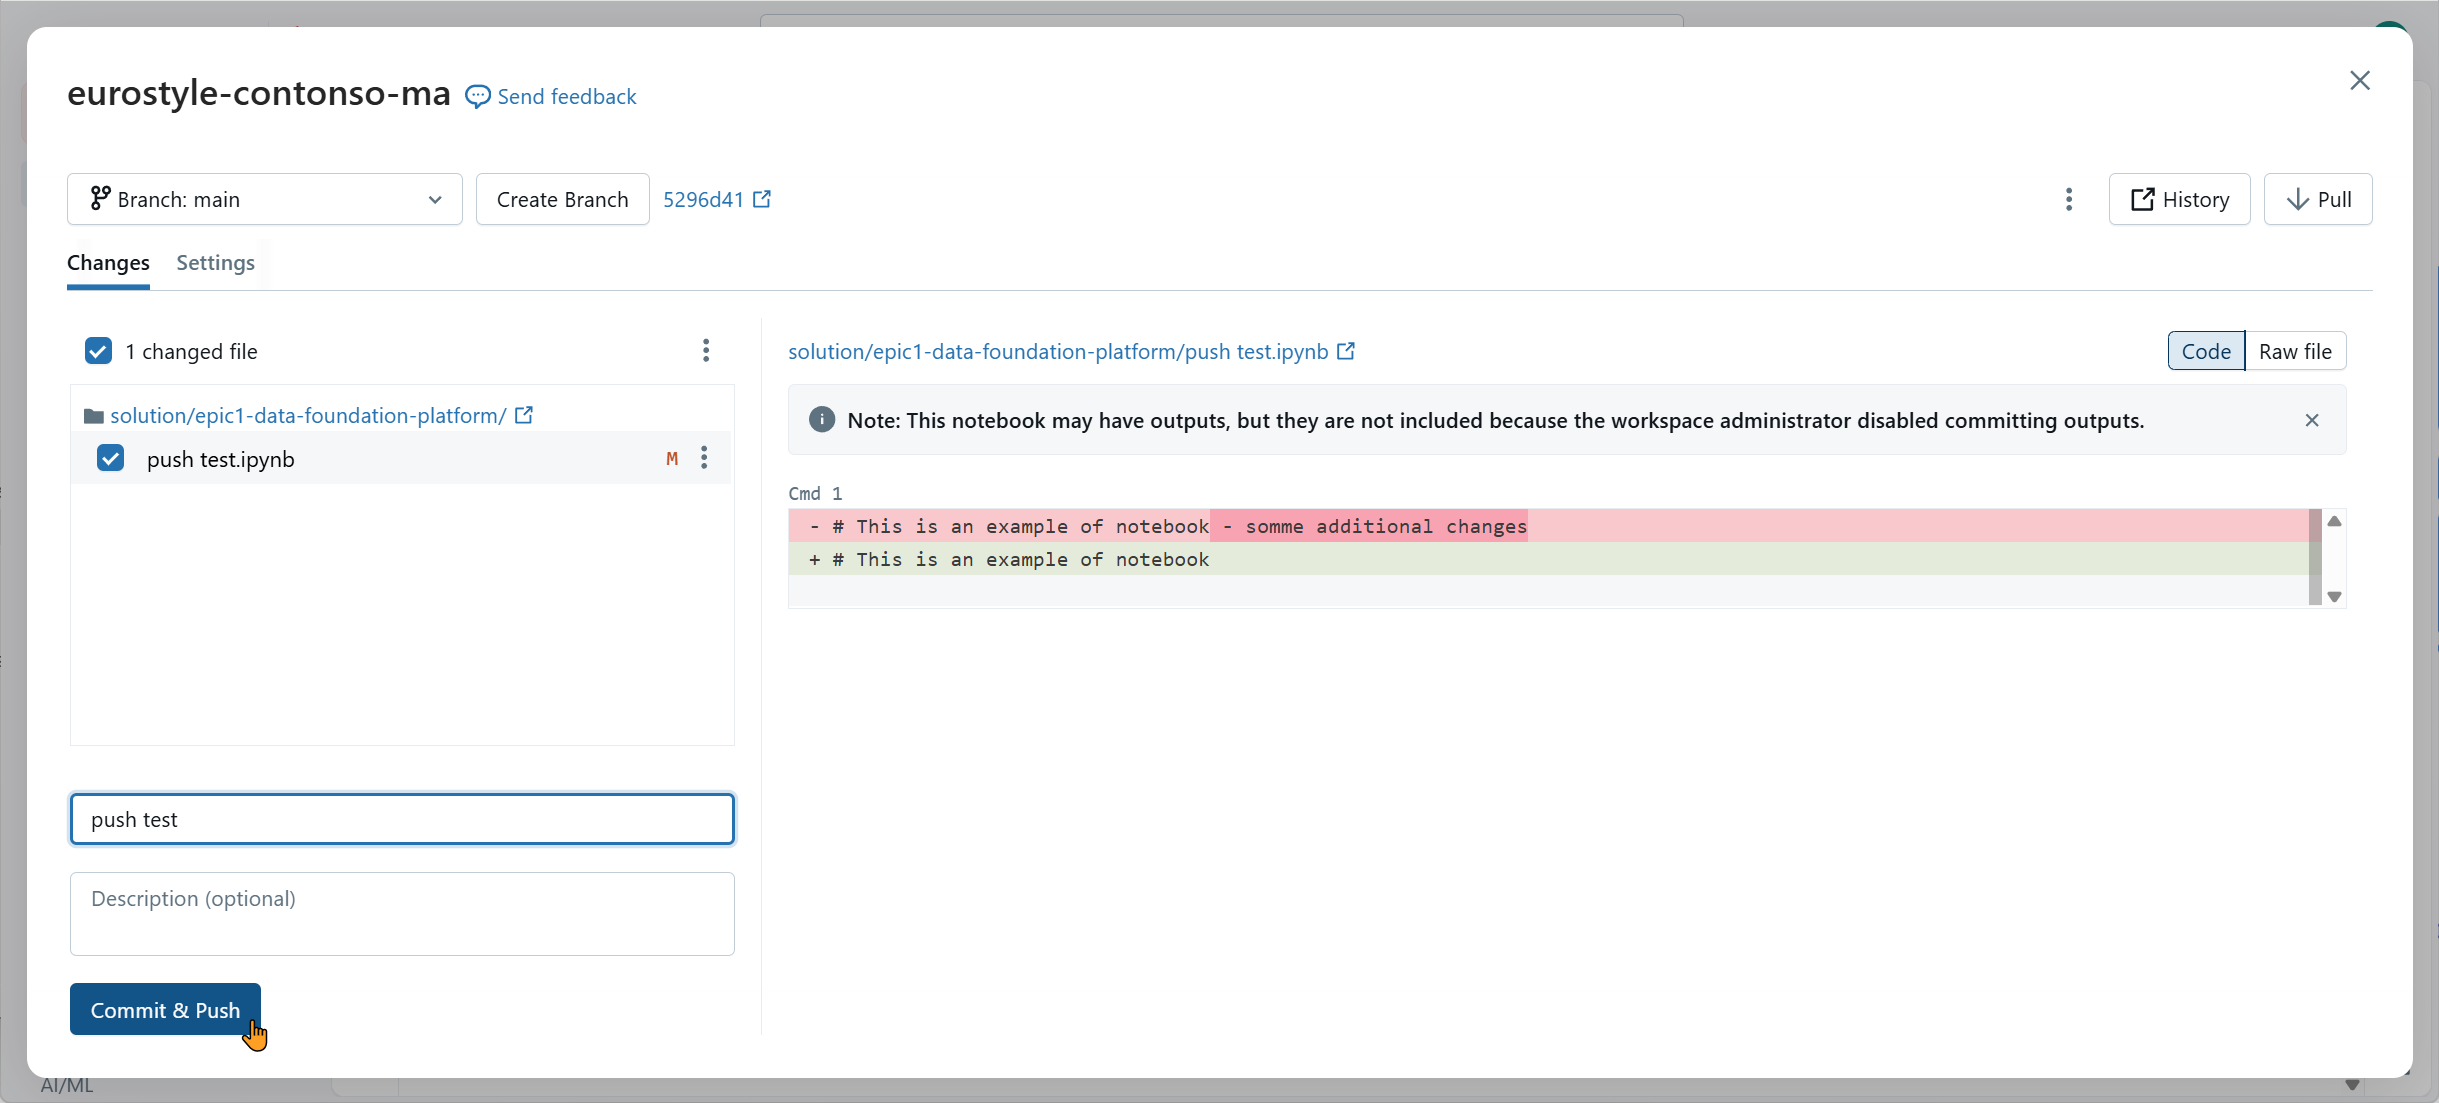 eurostyle-contonso-ma
Send feedback
Branch: main
Create Branch
5296d41
History
Pull
Changes
Settings
1 changed file
solution/epic1-data-foundation-platform/
push test.ipynb
M
push test
Description (optional)
Commit & Push
solution/epic1-data-foundation-platform/push test.ipynb
Code
Raw file
Note: This notebook may have outputs, but they are not included because the workspace administrator disabled committing outputs.
Cmd 1
- # This is an example of notebook - somme additional changes
+ # This is an example of notebook
AI/ML